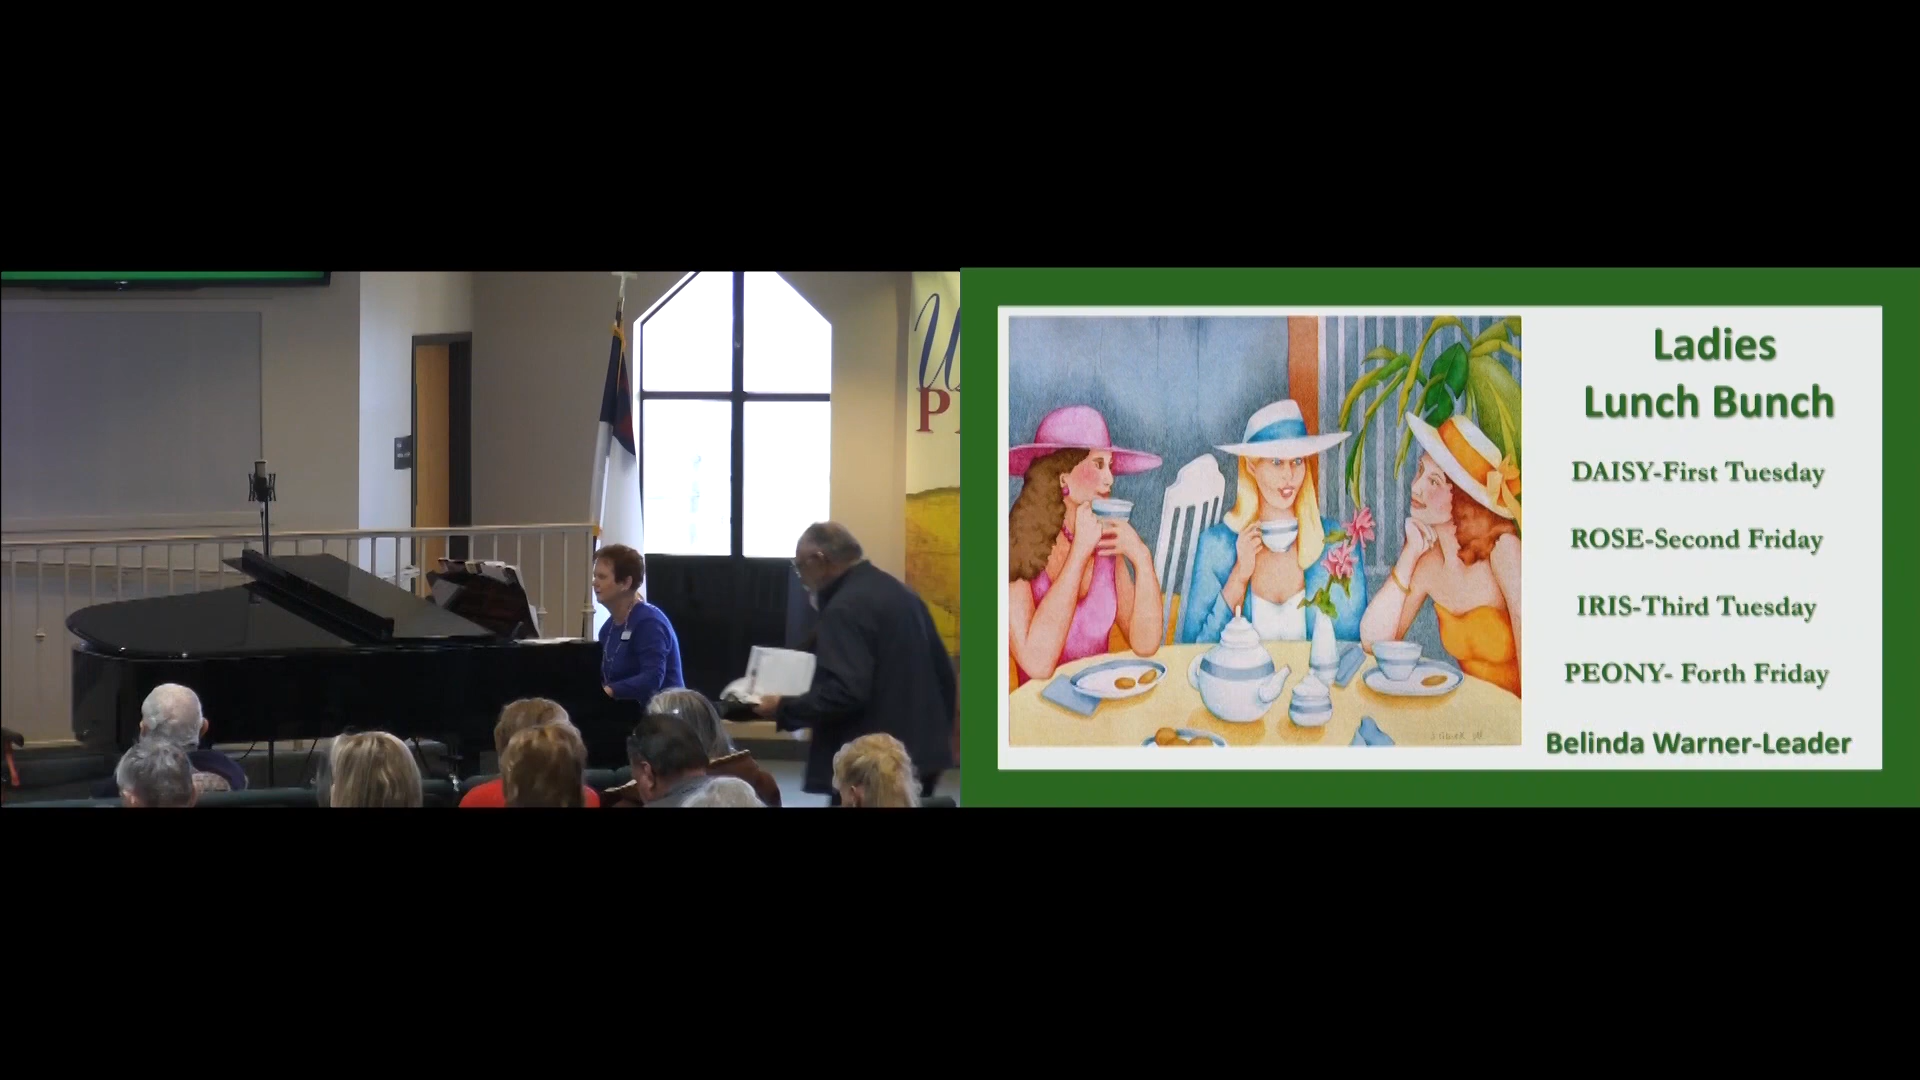 Ladies
Lunch Bunch
DAISY-First Tuesday
ROSE-Second Friday
IRIS-Third Tuesday
PEONY- Forth Friday
Belinda Warner-Leader